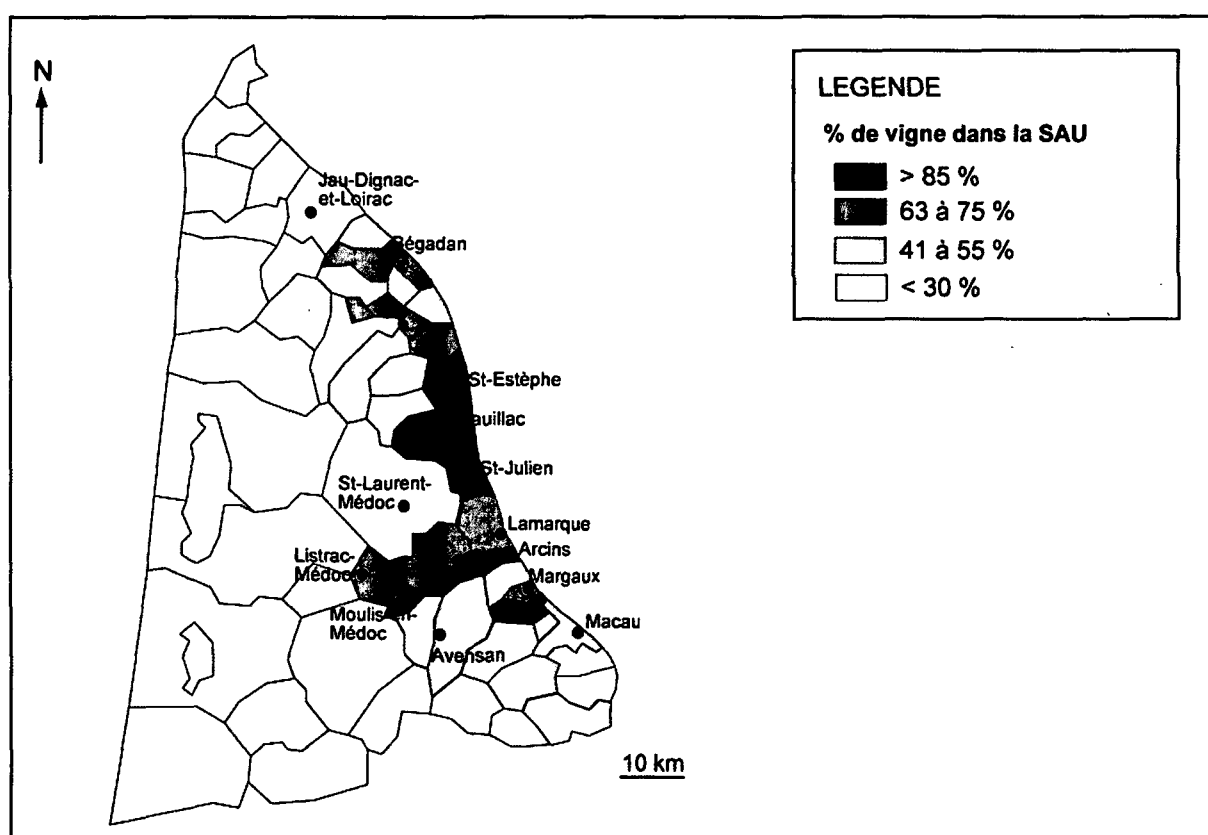 N
LEGENDE
% de vigne dans la SAU
> 85 %
63 à 75 %
41 à 55 %
< 30 %
Jau-Dignac-
et-Loirac
Bégadan
St-Estèphe
auillac
St-Julien
St-Laurent-
Médoc
Lamarque
Arcins
Listrac-
Médoc
Margaux
Moulis-en-
Médoc
Macau
Avensan
10 km